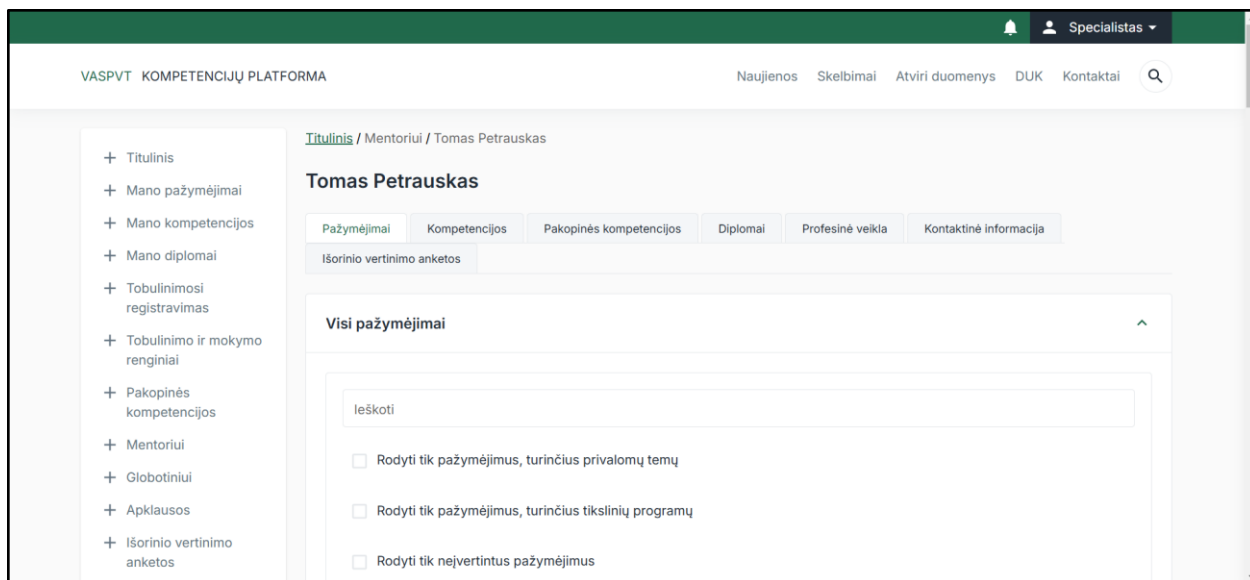 Specialistas
VASPVT KOMPETENCIJŲ PLATFORMA
Naujienos Skelbimai Atviri duomenys DUK Kontaktai
Titulinis
Mano pažymėjimai
Mano kompetencijos
Mano diplomai
Tobulinimosi
registravimas
Tobulinimo ir mokymo
renginiai
Pakopinės
kompetencijos
Mentoriui
Globotiniui
Apklausos
Išorinio vertinimo
anketos
Titulinis / Mentoriui / Tomas Petrauskas
Tomas Petrauskas
Pažymėjimai Kompetencijos Pakopinės kompetencijos Diplomai Profesinė veikla Kontaktinė informacija
Išorinio vertinimo anketos
Visi pažymėjimai
Ieškoti
Rodyti tik pažymėjimus, turinčius privalomų temų
Rodyti tik pažymėjimus, turinčius tikslinių programų
Rodyti tik neįvertintus pažymėjimus